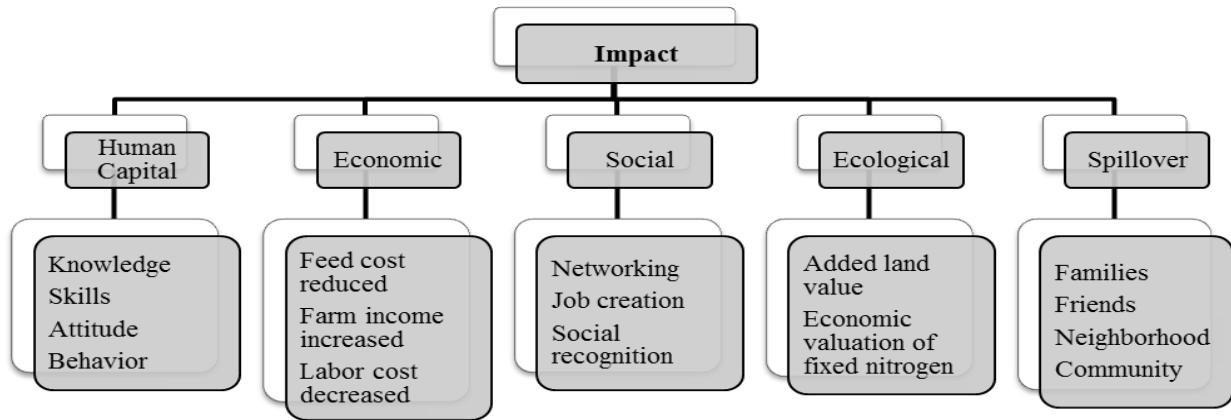 Impact
Human
Capital
Economic
Social
Ecological
Spillover
Knowledge
Skills
Attitude
Behavior
Feed cost
reduced
Farm income
increased
Labor cost
decreased
Networking
Job creation
Social
recognition
Added land
value
Economic
valuation of
fixed nitrogen
Families
Friends
Neighborhood
Community